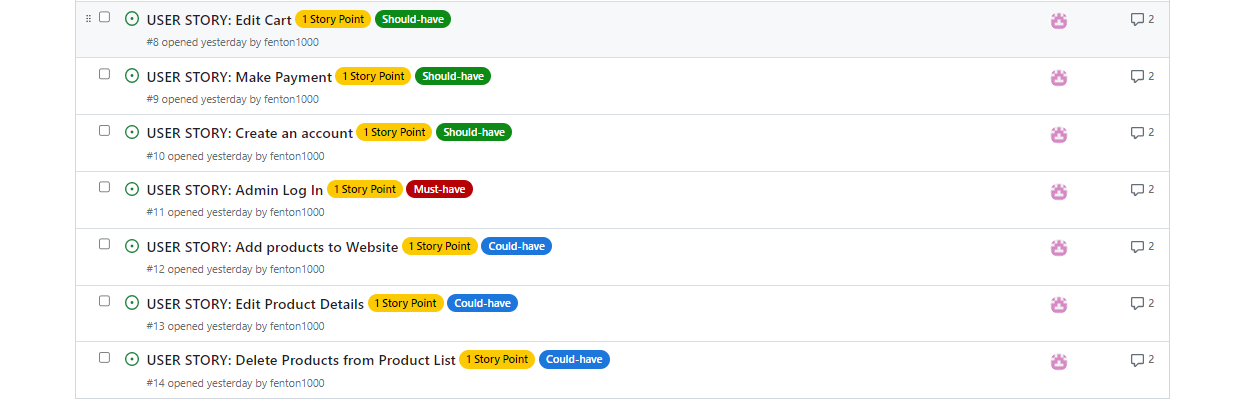 USER STORY: Edit Cart 1 Story Point Should-have 2
#8 opened yesterday by fenton1000
USER STORY: Make Payment 1 Story Point Should-have 2
#9 opened yesterday by fenton1000
USER STORY: Create an account 1 Story Point Should-have 2
#10 opened yesterday by fenton1000
USER STORY: Admin Log In 1 Story Point Must-have 2
#11 opened yesterday by fenton1000
USER STORY: Add products to Website 1 Story Point Could-have 2
#12 opened yesterday by fenton1000
USER STORY: Edit Product Details 1 Story Point Could-have 2
#13 opened yesterday by fenton1000
USER STORY: Delete Products from Product List 1 Story Point Could-have 2
#14 opened yesterday by fenton1000